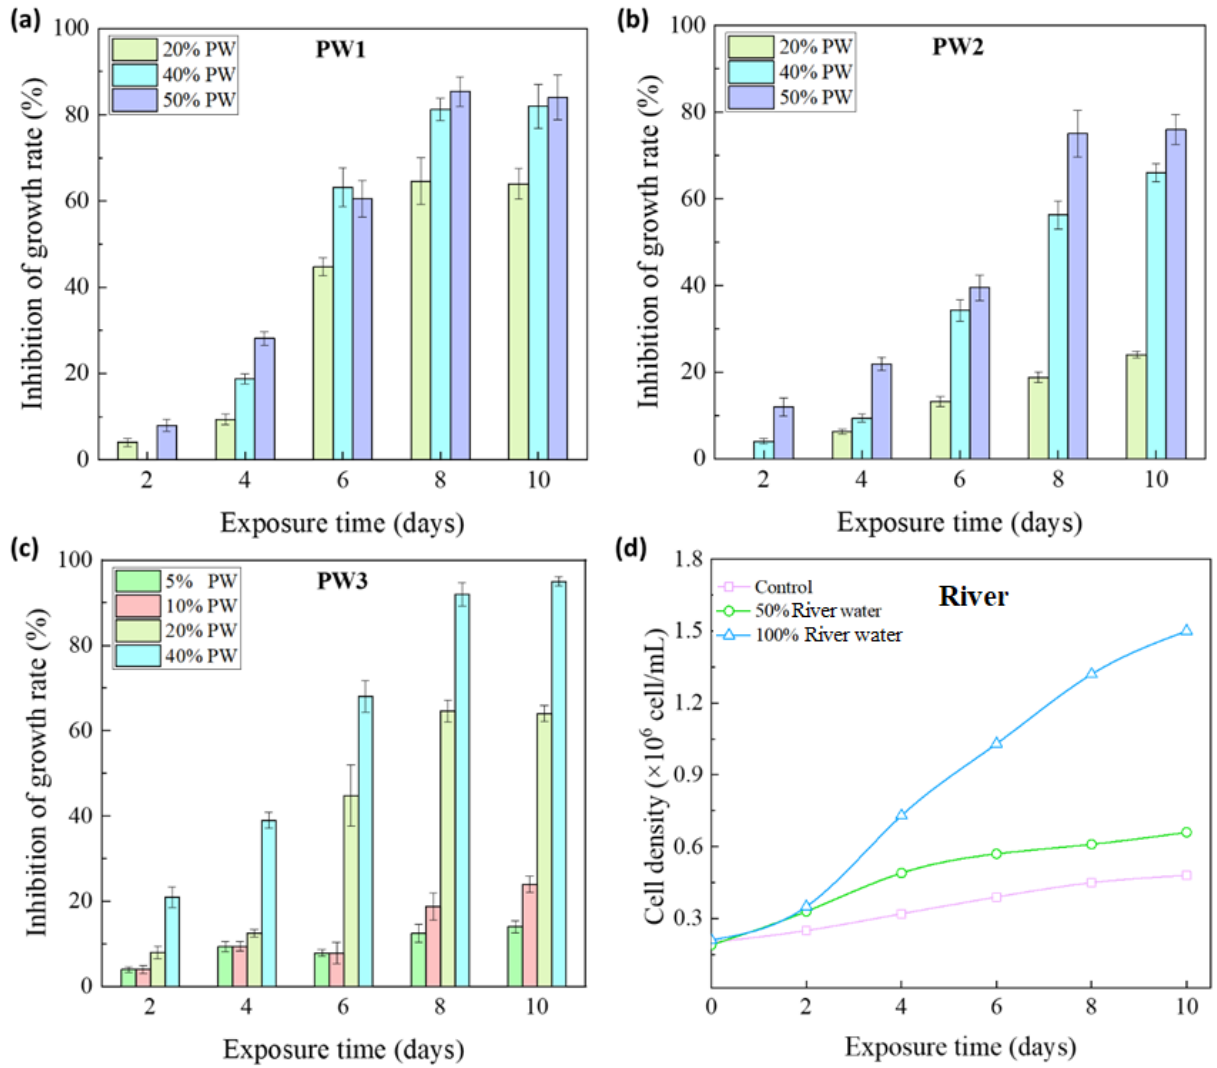 (a)
100
80
60
40
20
0
Inhibition of growth rate (%)
20% PW
40% PW
50% PW
PW1
2 4 6 8 10
Exposure time (days)
(b)
100
80
60
40
20
0
Inhibition of growth rate (%)
20% PW
40% PW
50% PW
PW2
2 4 6 8 10
Exposure time (days)
(c)
100
80
60
40
20
0
Inhibition of growth rate (%)
5% PW
10% PW
20% PW
40% PW
PW3
2 4 6 8 10
Exposure time (days)
(d)
1.8
1.5
1.2
0.9
0.6
0.3
Cell density (×10⁶ cell/mL)
Control
50% River water
100% River water
River
0 2 4 6 8 10
Exposure time (days)